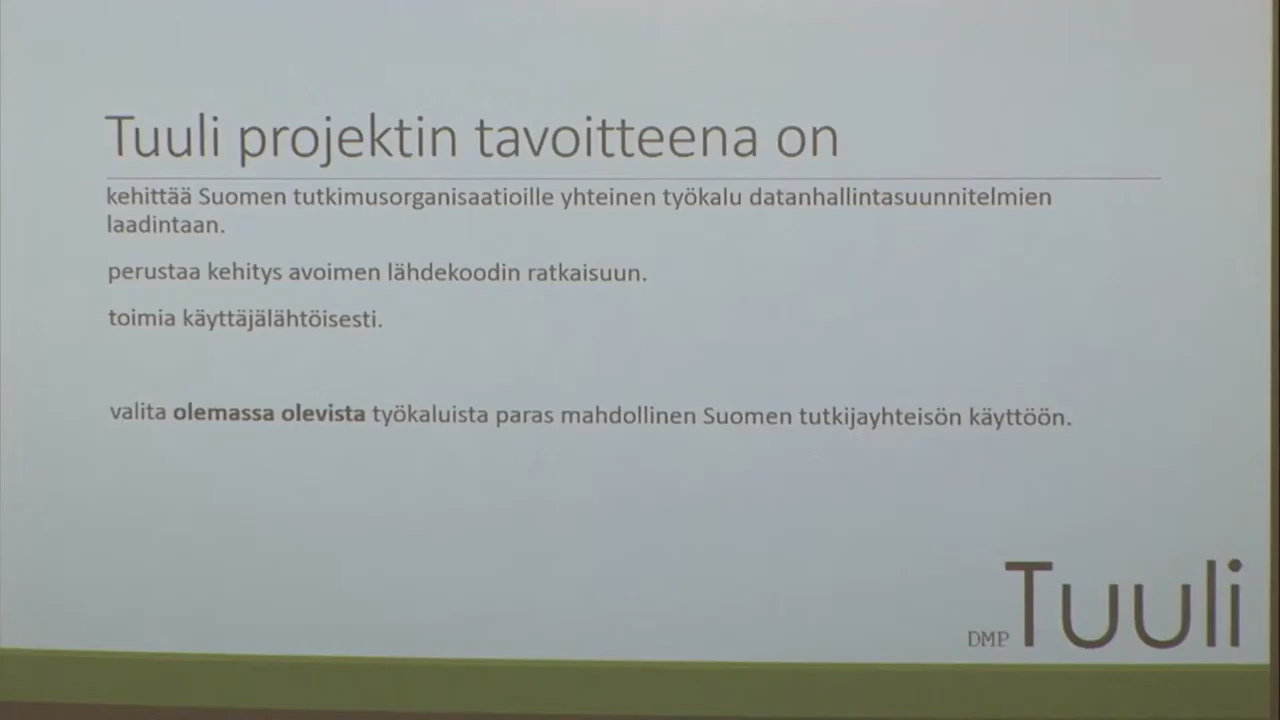 Tuuli projektin tavoitteena on
kehittää Suomen tutkimusorganisaatioille yhteinen työkalu datanhallintasuunnitelmien
laadintaan.
perustaa kehitys avoimen lähdekoodin ratkaisuun.
toimia käyttäjälähtöisesti.
valita olemassa olevista työkaluista paras mahdollinen Suomen tutkijayhteisön käyttöön.
DMP Tuuli